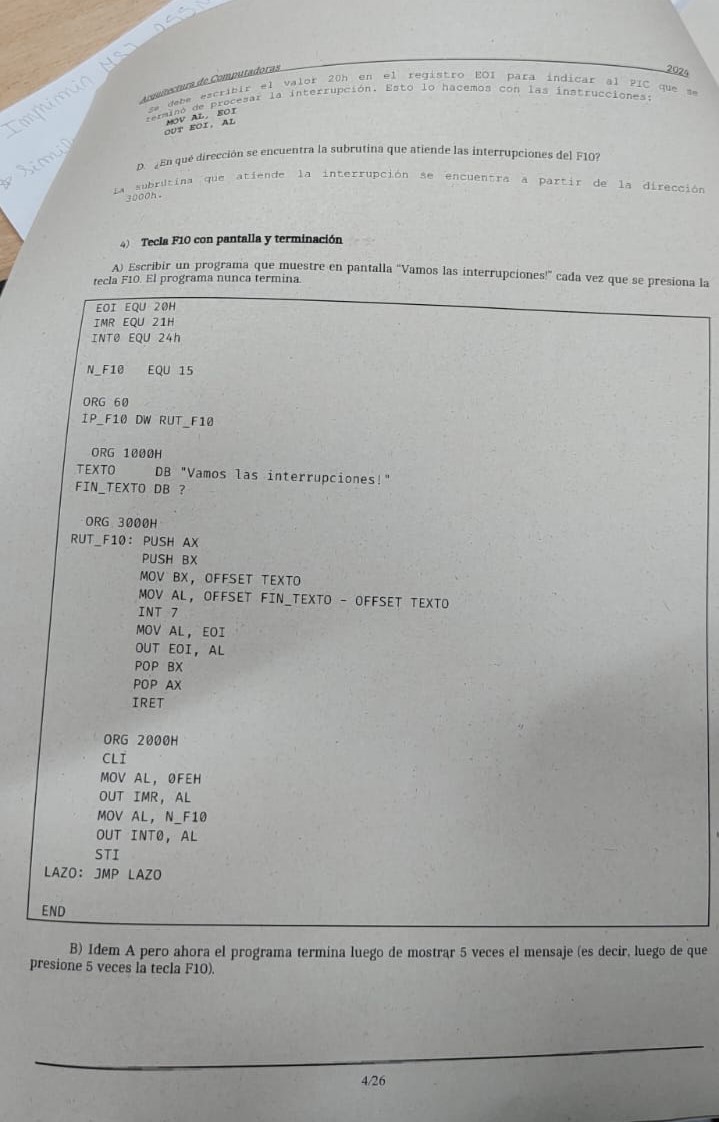 Imprimir MSJ
Arquitectura de Computadoras 2024
Se debe escribir el valor 20h en el registro EOI para indicar al PIC que se
terminó de procesar la interrupción. Esto lo hacemos con las instrucciones:
MOV AL, EOI
OUT EOI, AL
D. ¿En qué dirección se encuentra la subrutina que atiende las interrupciones del F10?
La subrutina que atiende la interrupción se encuentra a partir de la dirección
3000h.
4) Tecla F10 con pantalla y terminación
A) Escribir un programa que muestre en pantalla "Vamos las interrupciones!" cada vez que se presiona la
tecla F10. El programa nunca termina.
EOI EQU 20H
IMR EQU 21H
INT0 EQU 24h
N_F10 EQU 15
ORG 60
IP_F10 DW RUT_F10
ORG 1000H
TEXTO DB "Vamos las interrupciones!"
FIN_TEXTO DB ?
ORG 3000H
RUT_F10: PUSH AX
PUSH BX
MOV BX, OFFSET TEXTO
MOV AL, OFFSET FIN_TEXTO - OFFSET TEXTO
INT 7
MOV AL, EOI
OUT EOI, AL
POP BX
POP AX
IRET
ORG 2000H
CLI
MOV AL, 0FEH
OUT IMR, AL
MOV AL, N_F10
OUT INT0, AL
STI
LAZO: JMP LAZO
END
B) Idem A pero ahora el programa termina luego de mostrar 5 veces el mensaje (es decir, luego de que
presione 5 veces la tecla F10).
4/26